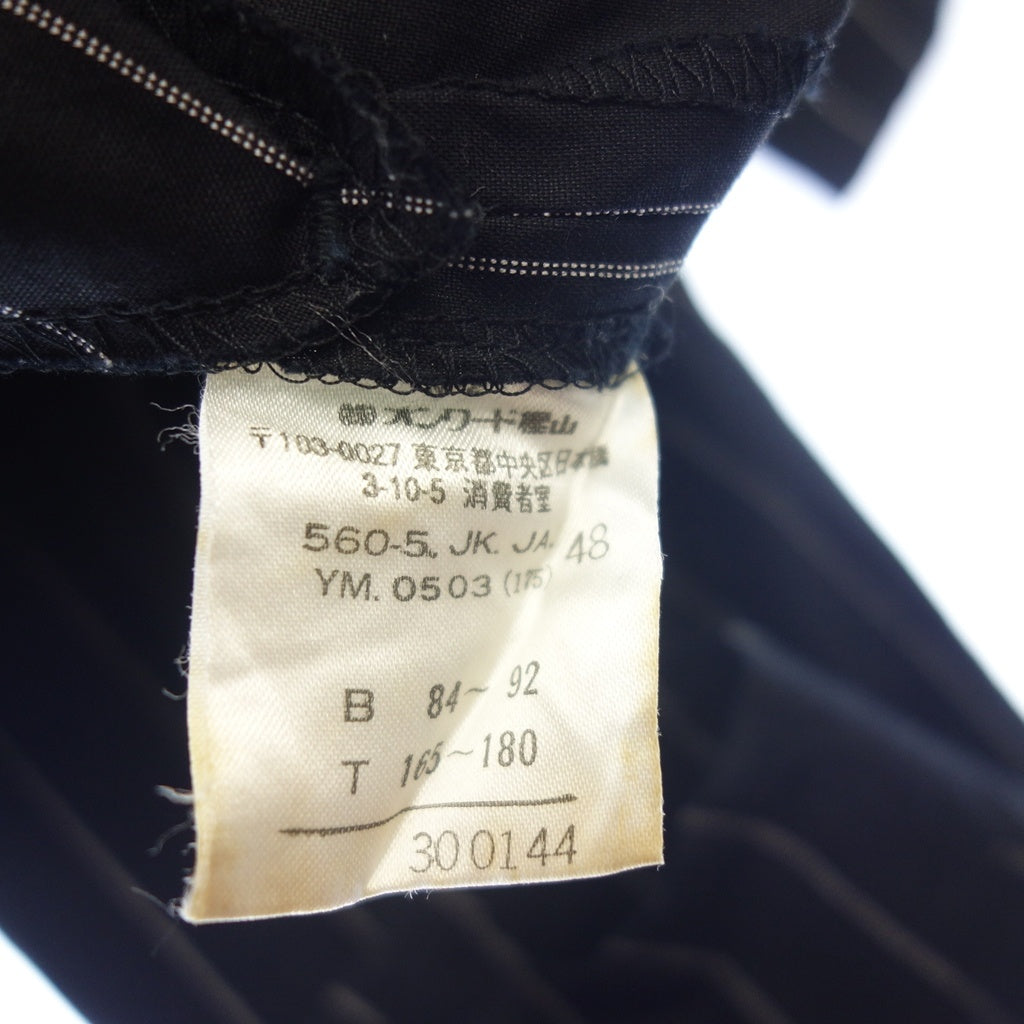 ㈱オンワード樫山
〒103-0027 東京都中央区日本橋
3-10-5 消費者室
560-5. JK. JA. 48
YM. 0503 (175)
B 84~ 92
T 165~180
300144